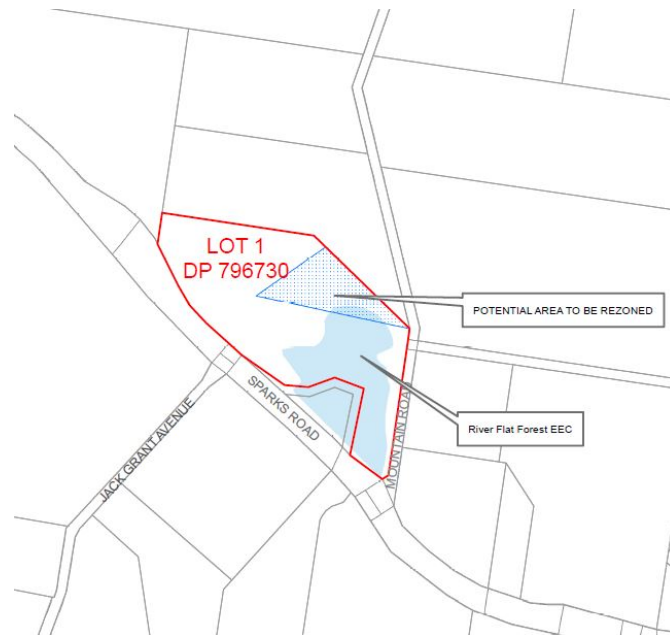 LOT 1
DP 796730
POTENTIAL AREA TO BE REZONED
River Flat Forest EEC
SPARKS ROAD
JACK GRANT AVENUE
MOUNTAIN ROAD